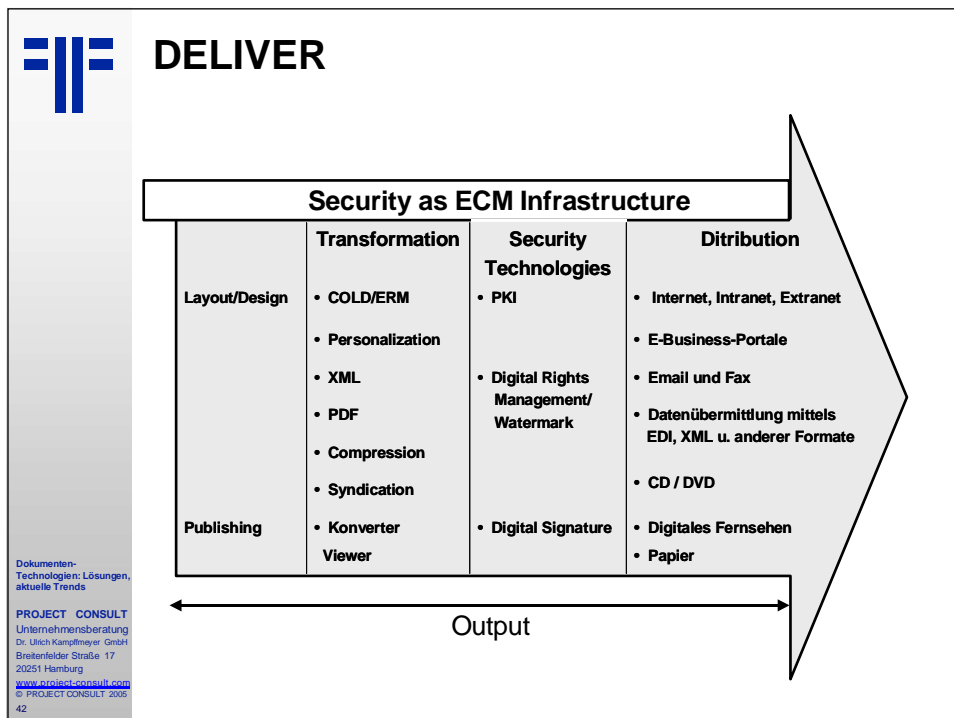 DELIVER
Security as ECM Infrastructure
Transformation
Security
Technologies
Ditribution
Layout/Design
• COLD/ERM
• Personalization
• XML
• PDF
• Compression
• Syndication
Publishing
• Konverter
Viewer
• PKI
• Digital Rights
Management/
Watermark
• Digital Signature
• Internet, Intranet, Extranet
• E-Business-Portale
• Email und Fax
• Datenübermittlung mittels
EDI, XML u. anderer Formate
• CD / DVD
• Digitales Fernsehen
• Papier
Output
Dokumenten-
Technologien: Lösungen,
aktuelle Trends
PROJECT CONSULT
Unternehmensberatung
Dr. Ulrich Kampffmeyer GmbH
Breitenfelder Straße 17
20251 Hamburg
www.project-consult.com
© PROJECT CONSULT 2005
42